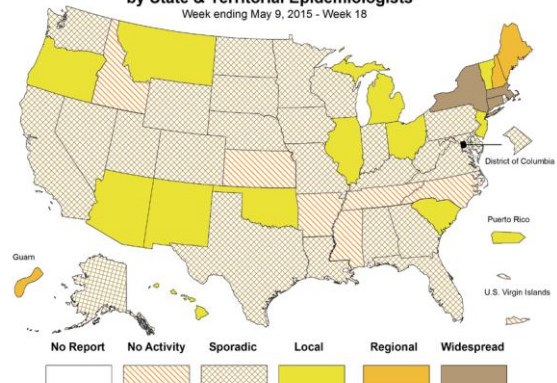 by State & Territorial Epidemiologists
Week ending May 9, 2015 - Week 18
District of Columbia
Puerto Rico
Guam
U.S. Virgin Islands
No Report No Activity Sporadic Local Regional Widespread